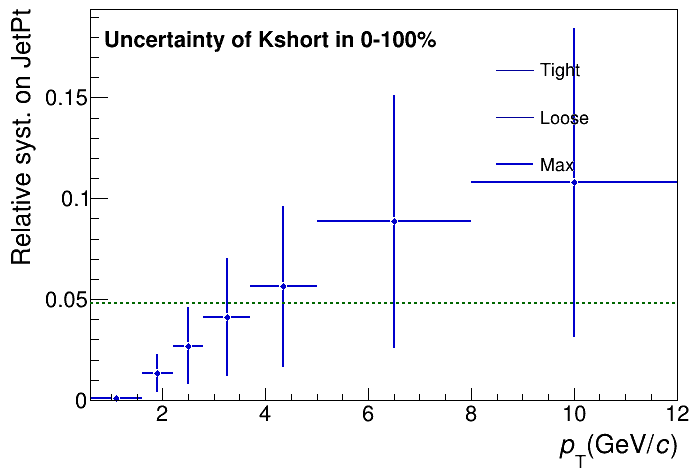 Uncertainty of Kshort in 0-100%
Relative syst. on JetPt
Tight
Loose
Max
0.15
0.1
0.05
0
2 4 6 8 10 12
p_T(GeV/c)